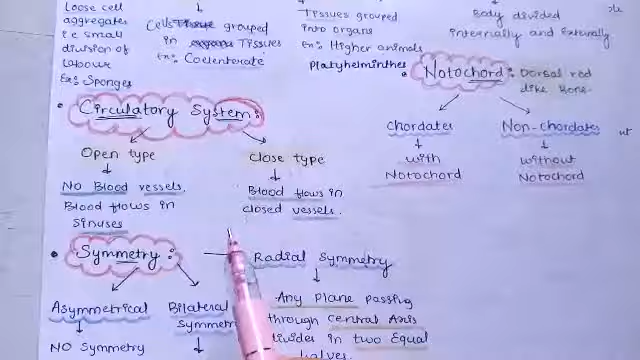 Loose cell
aggregates
i.e small
division of
labour
Ex: Sponges
Cells grouped
in Tissues
Ex: Coelenterate
Tissues grouped
into organs
Ex: Higher animals
Platyhelminthes
Body divided
internally and Externally
Notochord: Dorsal rod
like Bone
Chordates
with
Notochord
Non-Chordates
without
Notochord
Circulatory System:
Open type
NO Blood vessels.
Blood flows in
Sinuses
Close type
Blood flows in
closed vessels.
Symmetry:
Asymmetrical
NO Symmetry
Bilateral
Symmetry
Radial Symmetry
Any plane passing
through central Axis
divides in two Equal
halves.